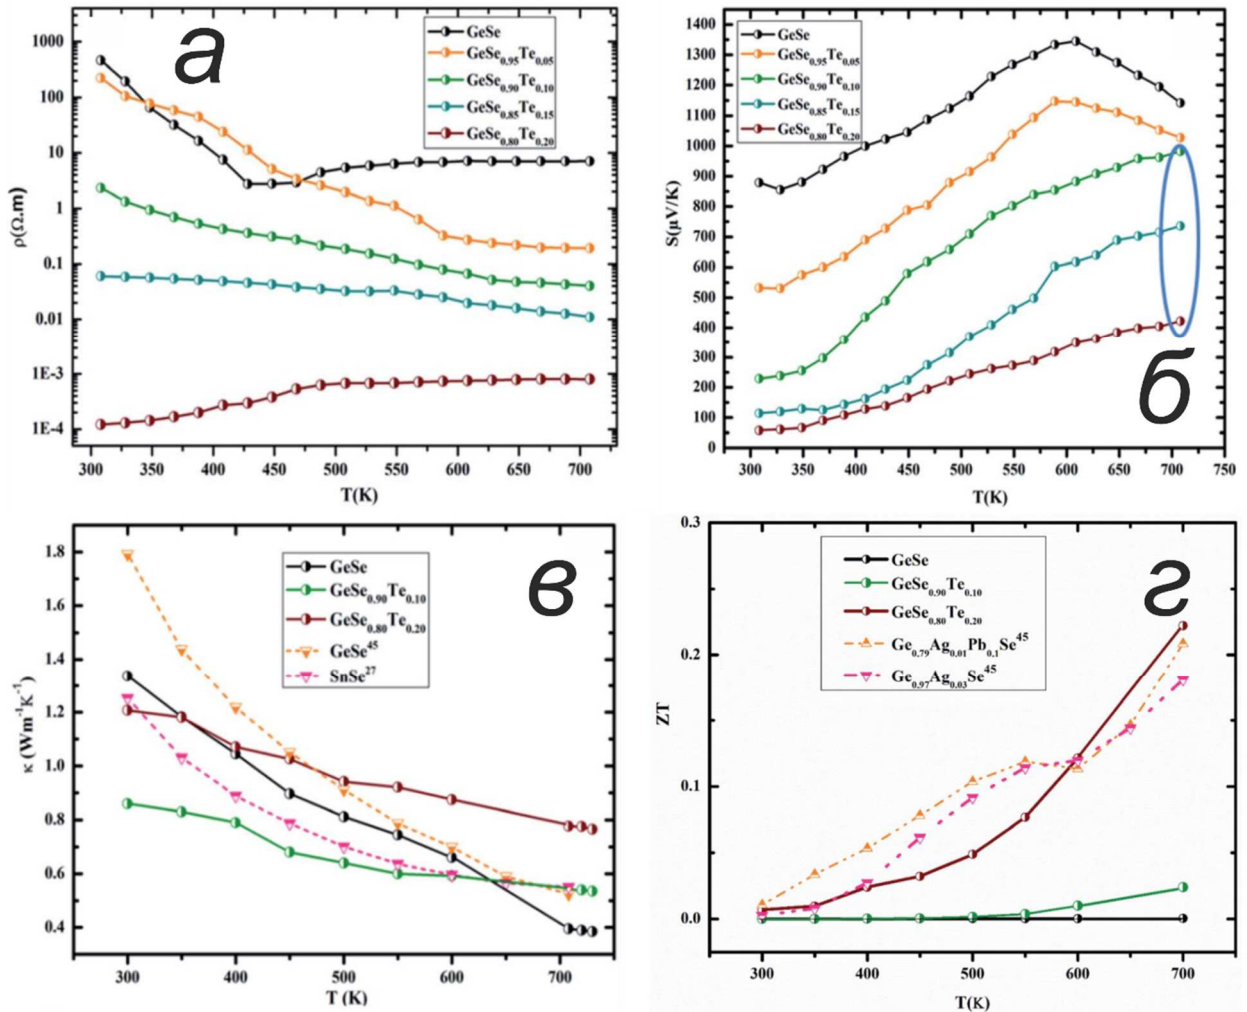 а
GeSe
GeSe0.95Te0.05
GeSe0.90Te0.10
GeSe0.85Te0.15
GeSe0.80Te0.20
1000
100
10
1
0.1
0.01
1E-3
1E-4
ρ(Ω.m)
300 350 400 450 500 550 600 650 700
T(K)
GeSe
GeSe0.95Te0.05
GeSe0.90Te0.10
GeSe0.85Te0.15
GeSe0.80Te0.20
1400
1300
1200
1100
1000
900
800
700
600
500
400
300
200
100
0
S(μV/K)
б
300 350 400 450 500 550 600 650 700 750
T(K)
в
GeSe
GeSe0.90Te0.10
GeSe0.80Te0.20
GeSe45
SnSe27
1.8
1.6
1.4
1.2
1.0
0.8
0.6
0.4
κ (Wm-1K-1)
300 350 400 450 500 550 600 650 700
T (K)
г
GeSe
GeSe0.90Te0.10
GeSe0.80Te0.20
Ge0.79Ag0.01Pb0.1Se45
Ge0.97Ag0.03Se45
0.3
0.2
0.1
0.0
ZT
300 400 500 600 700
T(K)